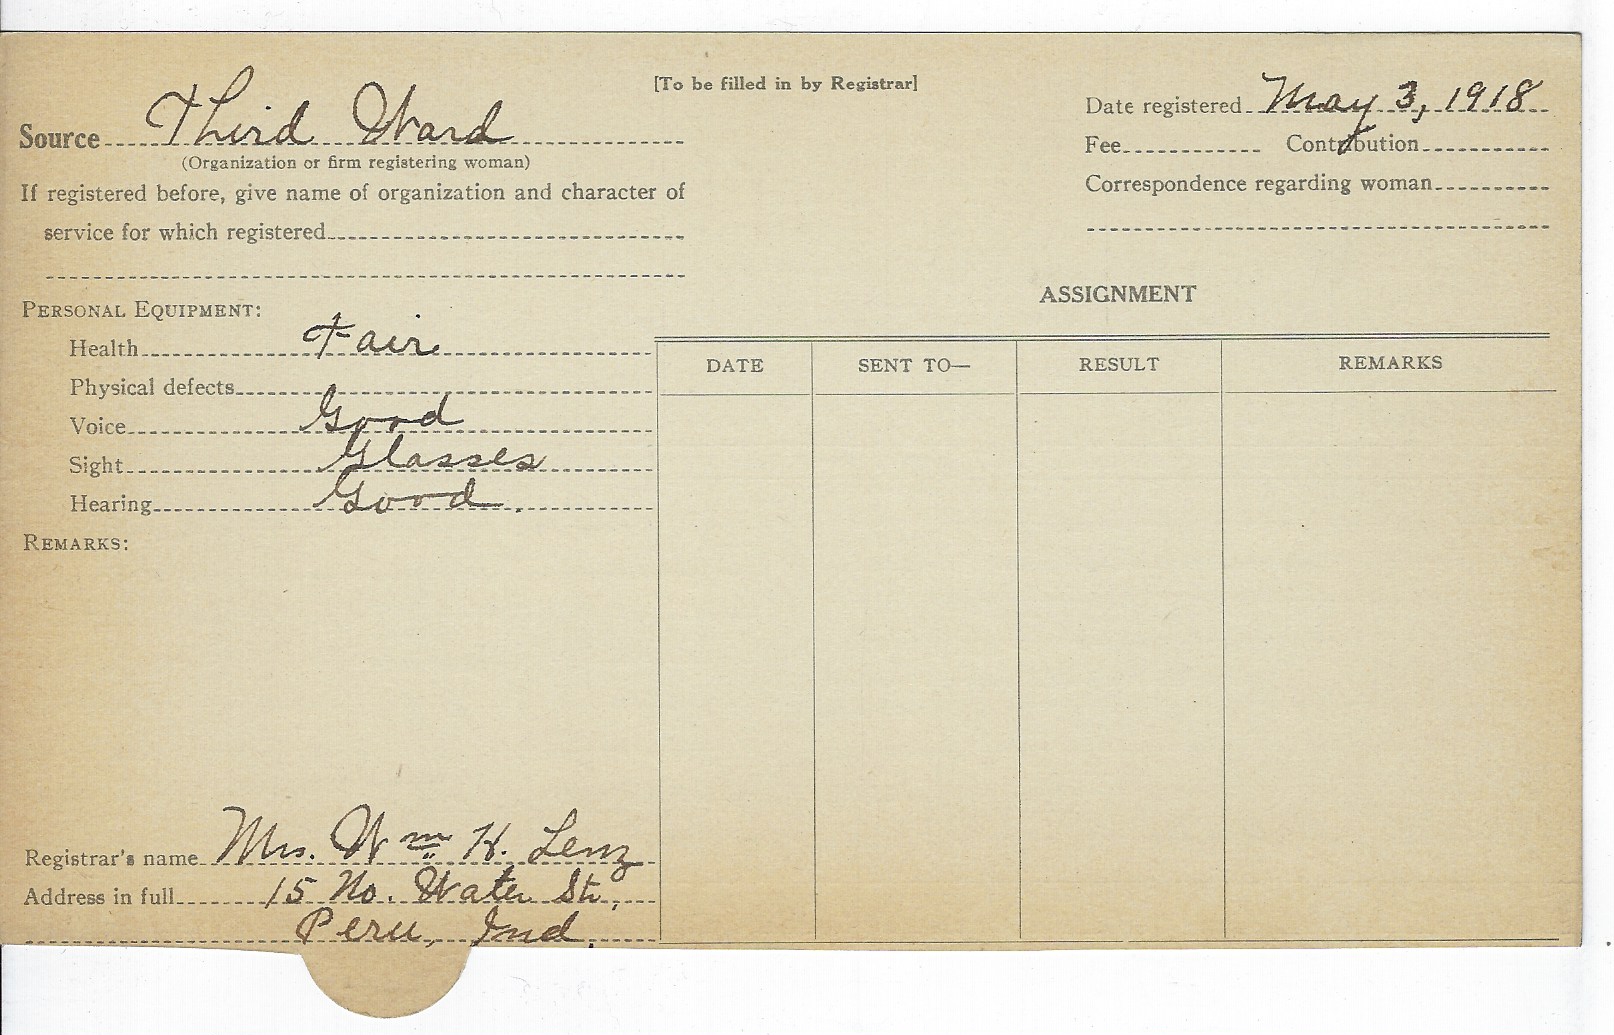 [To be filled in by Registrar]
Source Third Ward
(Organization or firm registering woman)
If registered before, give name of organization and character of
service for which registered
Date registered May 3, 1918
Fee Contribution
Correspondence regarding woman
PERSONAL EQUIPMENT:
Health Fair
Physical defects
Voice Good
Sight Glasses
Hearing Good.
REMARKS:
ASSIGNMENT
DATE SENT TO— RESULT REMARKS
Registrar's name Mrs. Wm H. Lenz
Address in full 15 No. Water St.,
Peru, Ind.